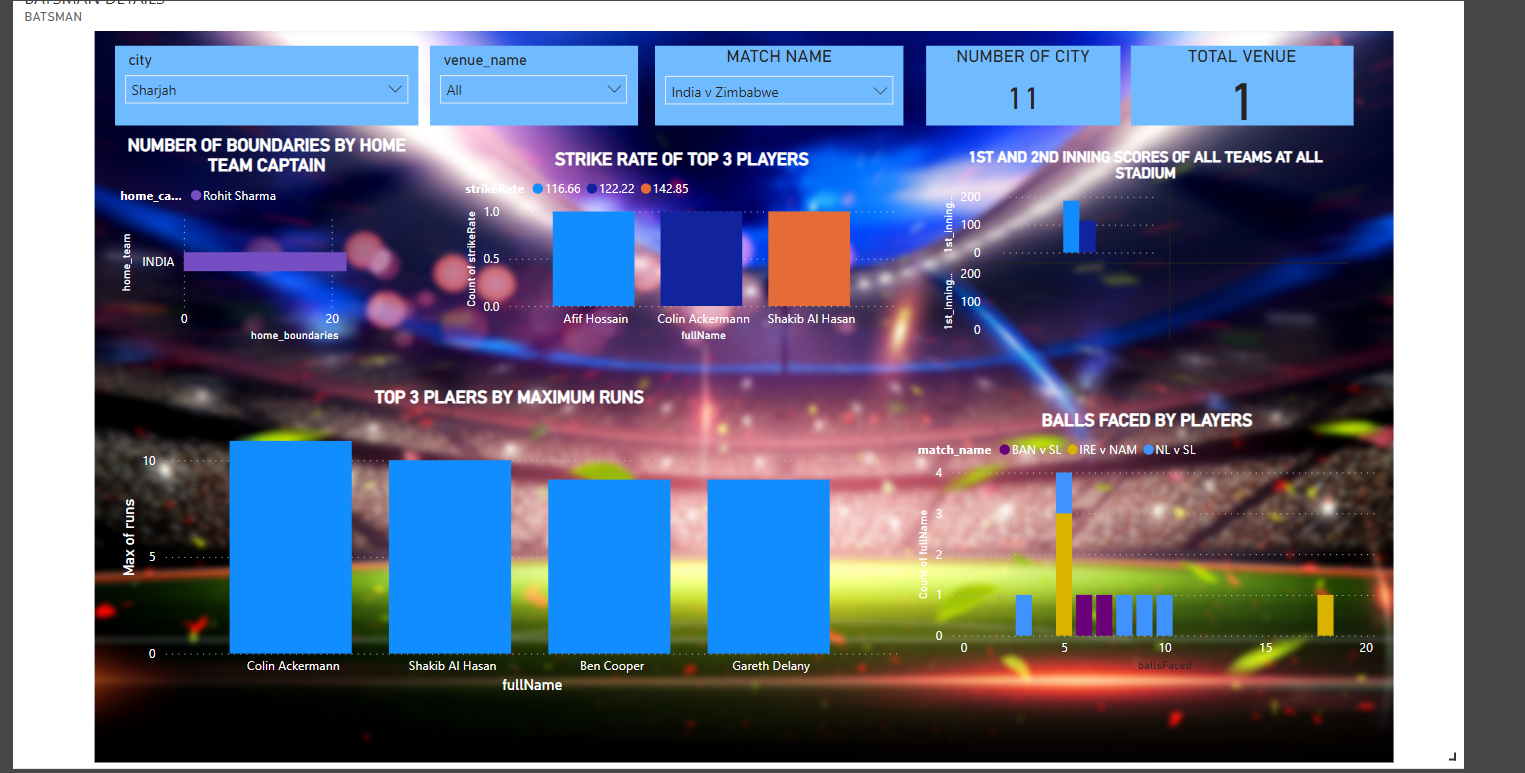 BATSMAN DETAILS
BATSMAN
city
Sharjah
venue_name
All
MATCH NAME
India v Zimbabwe
NUMBER OF CITY
11
TOTAL VENUE
1
NUMBER OF BOUNDARIES BY HOME
TEAM CAPTAIN
home_ca... Rohit Sharma
home_team
INDIA
0 20
home_boundaries
STRIKE RATE OF TOP 3 PLAYERS
strikeRate 116.66 122.22 142.85
Count of strikeRate
1.0
0.5
0.0
Afif Hossain Colin Ackermann Shakib Al Hasan
fullName
1ST AND 2ND INNING SCORES OF ALL TEAMS AT ALL
STADIUM
1st_inning...
200
100
0
1st_inning...
200
100
0
TOP 3 PLAERS BY MAXIMUM RUNS
Max of runs
10
5
0
Colin Ackermann Shakib Al Hasan Ben Cooper Gareth Delany
fullName
BALLS FACED BY PLAYERS
match_name BAN v SL IRE v NAM NL v SL
Count of fullName
4
3
2
1
0
0 5 10 15 20
ballsFaced